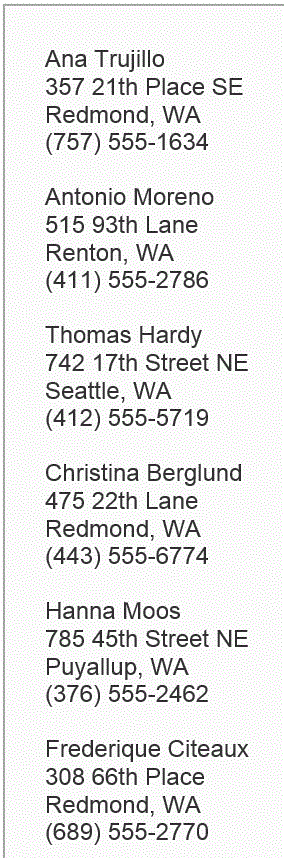 Ana Trujillo
357 21th Place SE
Redmond, WA
(757) 555-1634
Antonio Moreno
515 93th Lane
Renton, WA
(411) 555-2786
Thomas Hardy
742 17th Street NE
Seattle, WA
(412) 555-5719
Christina Berglund
475 22th Lane
Redmond, WA
(443) 555-6774
Hanna Moos
785 45th Street NE
Puyallup, WA
(376) 555-2462
Frederique Citeaux
308 66th Place
Redmond, WA
(689) 555-2770